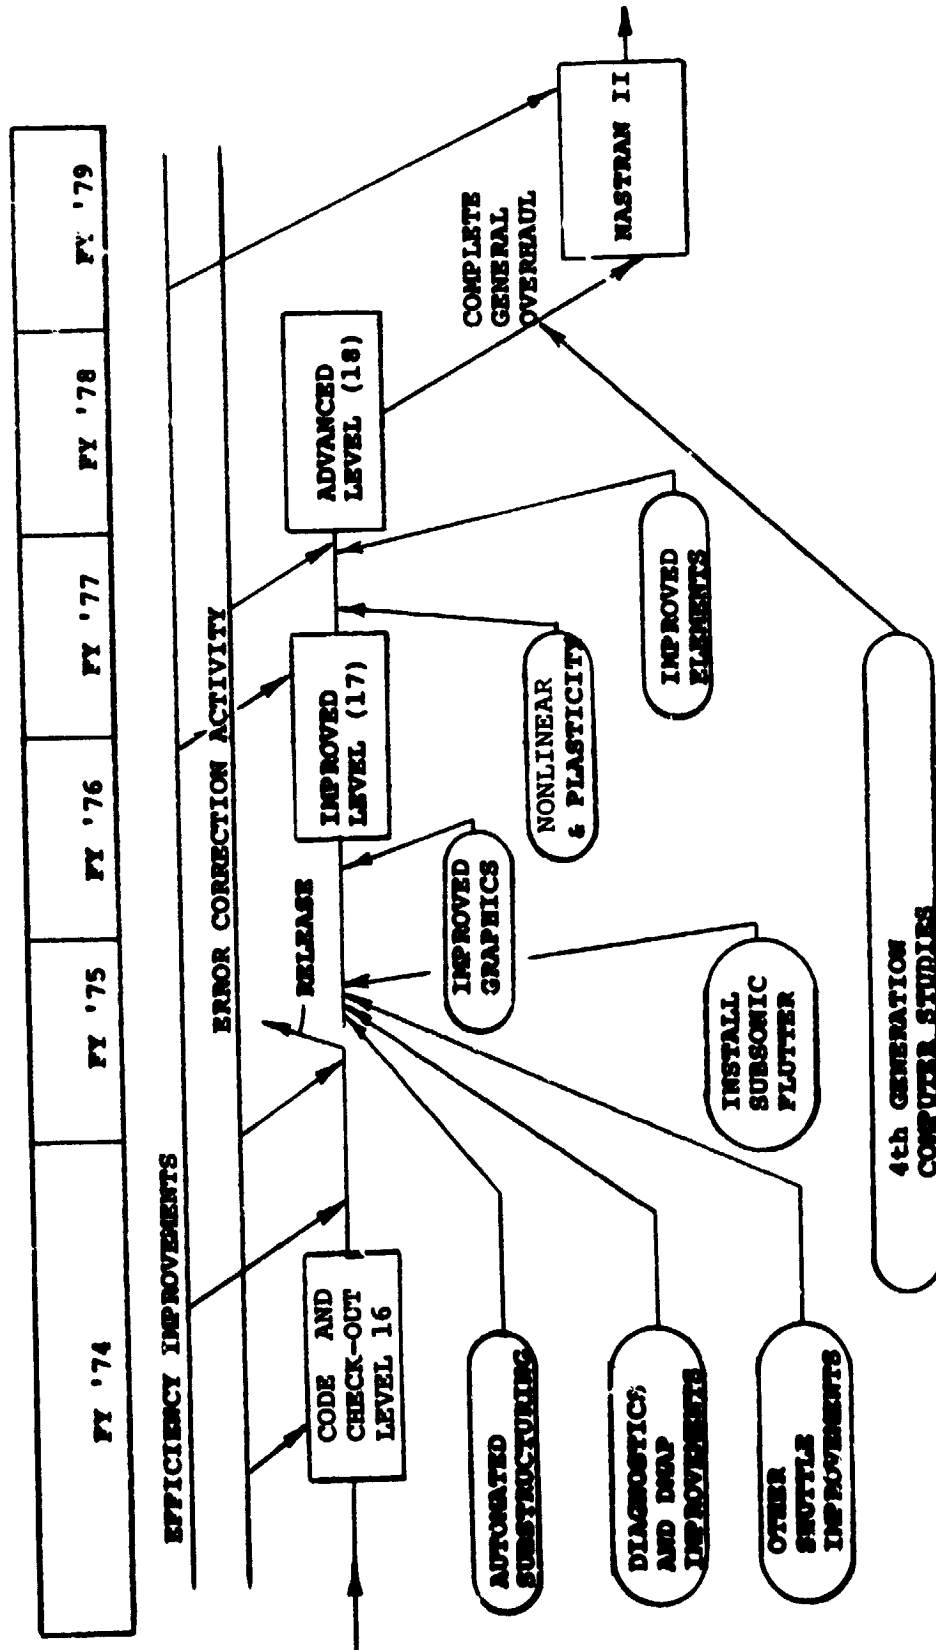 FY '74
FY '75
FY '76
FY '77
FY '78
FY '79
EFFICIENCY IMPROVEMENTS
ERROR CORRECTION ACTIVITY
CODE AND
CHECK-OUT
LEVEL 16
RELEASE
IMPROVED
LEVEL (17)
ADVANCED
LEVEL (18)
COMPLETE
GENERAL
OVERHAUL
NASTRAN II
AUTOMATED
SUBSTRUCTURING
DIAGNOSTICS
AND DMAP
IMPROVEMENTS
OTHER
SHUTTLE
IMPROVEMENTS
IMPROVED
GRAPHICS
INSTALL
SUBSONIC
FLUTTER
NONLINEAR
& PLASTICITY
IMPROVED
ELEMENTS
4th GENERATION
COMPUTER STUDIES